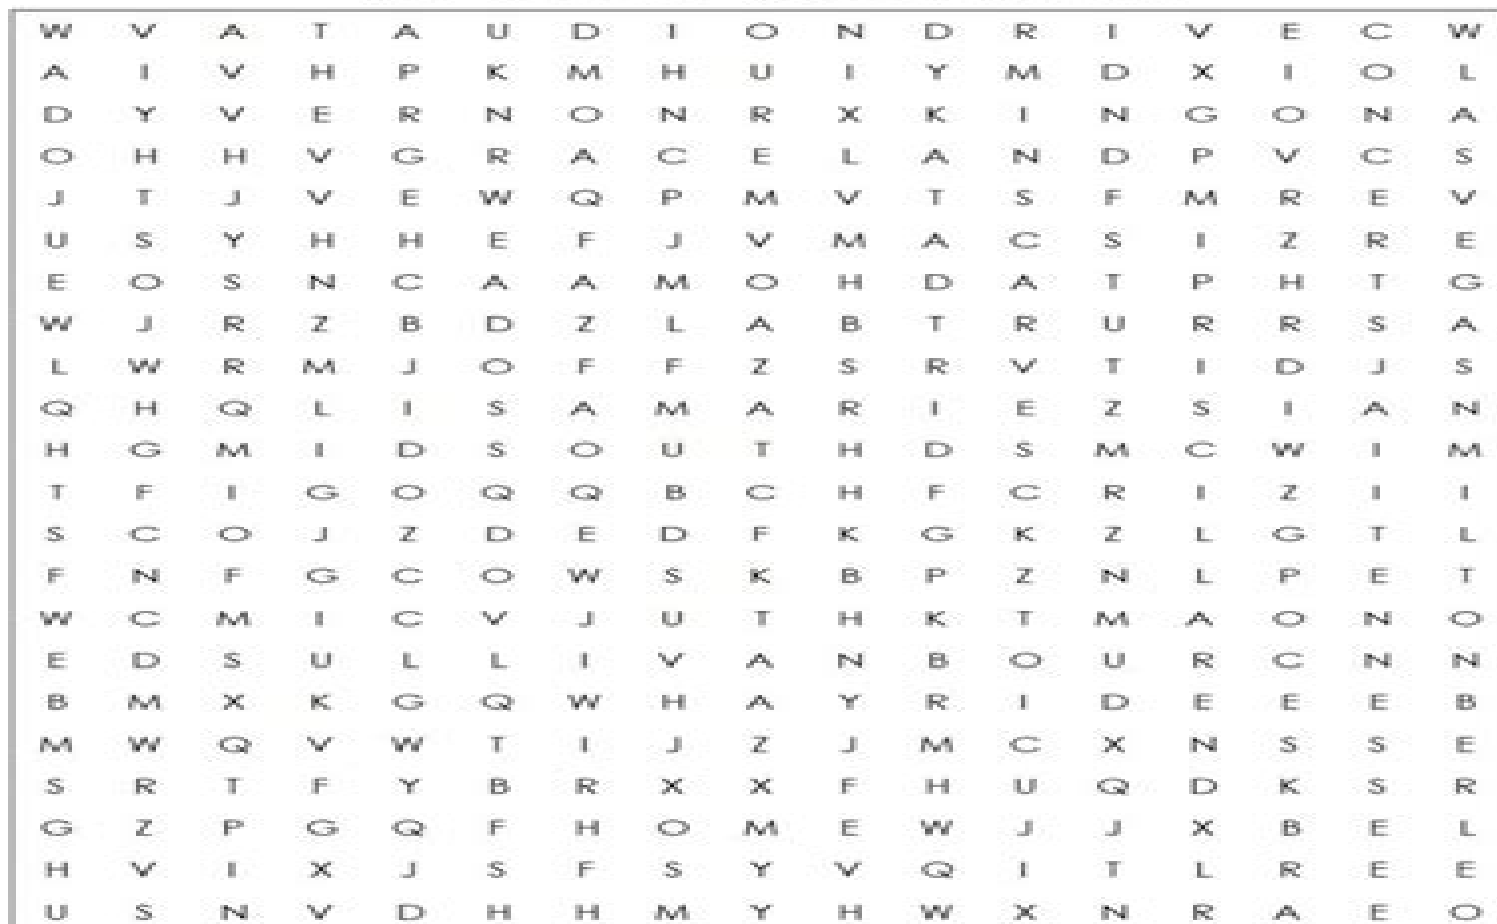 W V A T A U D I O N D R I V E C W
A I V H P K M H U I Y M D X I O L
D Y V E R N O N R X K I N G O N A
O H H V G R A C E L A N D P V C S
J T J V E W Q P M V T S F M R E V
U S Y H H E F J V M A C S I Z R E
E O S N C A A M O H D A T P H T G
W J R Z B D Z L A B T R U R R S A
L W R M J O F F Z S R V T I D J S
Q H Q L I S A M A R I E Z S I A N
H G M I D S O U T H D S M C W I M
T F I G O Q Q B C H F C R I Z I I
S C O J Z D E D F K G K Z L G T L
F N F G C O W S K B P Z N L P E T
W C M I C V J U T H K T M A O N O
E D S U L L I V A N B O U R C N N
B M X K G Q W H A Y R I D E E E B
M W Q V W T I J Z J M C X N S S E
S R T F Y B R X X F H U Q D K S R
G Z P G Q F H O M E W J J X B E L
H V I X J S F S Y V Q I T L R E E
U S N V D H H M Y H W X N R A E O